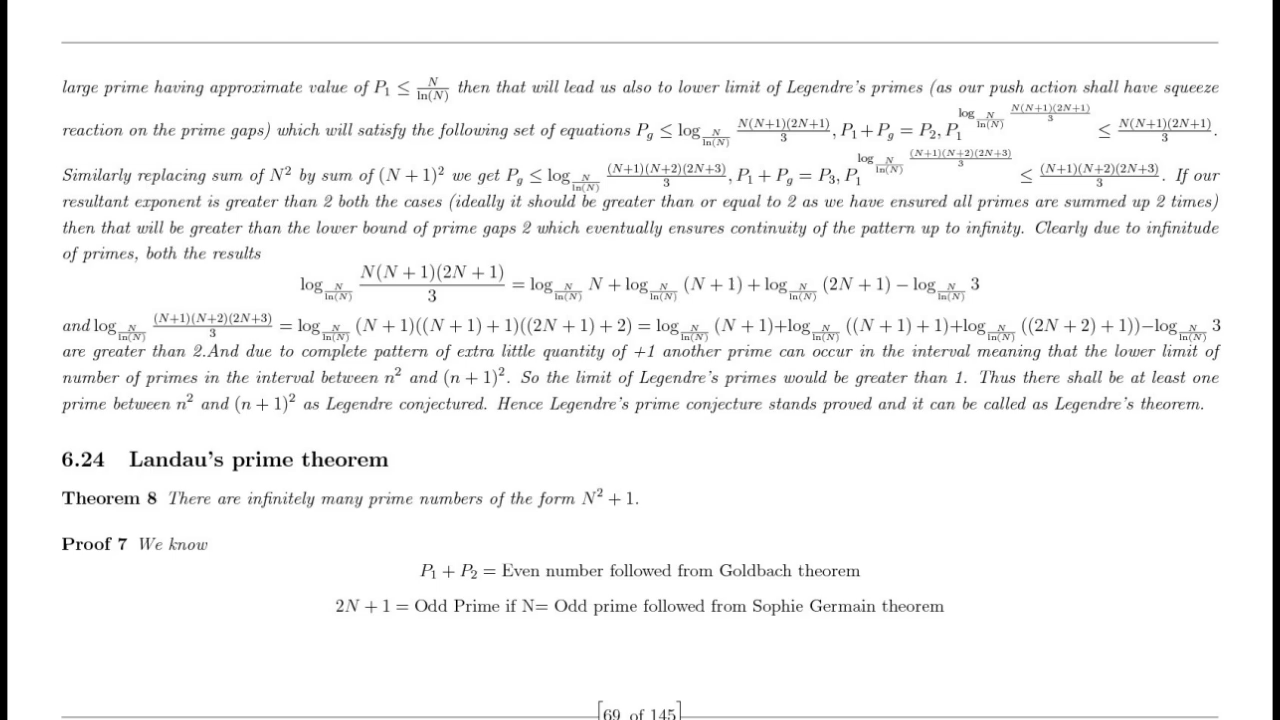 large prime having approximate value of P₁ ≤ N/ln(N) then that will lead us also to lower limit of Legendre's primes (as our push action shall have squeeze
reaction on the prime gaps) which will satisfy the following set of equations P_g ≤ log_{N/ln(N)} N(N+1)(2N+1)/3, P₁ + P_g = P₂, P₁^{log_{N/ln(N)} N(N+1)(2N+1)/3} ≤ N(N+1)(2N+1)/3.
Similarly replacing sum of N² by sum of (N + 1)² we get P_g ≤ log_{N/ln(N)} (N+1)(N+2)(2N+3)/3, P₁ + P_g = P₃, P₁^{log_{N/ln(N)} (N+1)(N+2)(2N+3)/3} ≤ (N+1)(N+2)(2N+3)/3. If our
resultant exponent is greater than 2 both the cases (ideally it should be greater than or equal to 2 as we have ensured all primes are summed up 2 times)
then that will be greater than the lower bound of prime gaps 2 which eventually ensures continuity of the pattern up to infinity. Clearly due to infinitude
of primes, both the results
log_{N/ln(N)} N(N + 1)(2N + 1)/3 = log_{N/ln(N)} N + log_{N/ln(N)} (N + 1) + log_{N/ln(N)} (2N + 1) − log_{N/ln(N)} 3
and log_{N/ln(N)} (N+1)(N+2)(2N+3)/3 = log_{N/ln(N)} (N + 1)((N + 1) + 1)((2N + 1) + 2) = log_{N/ln(N)} (N + 1)+log_{N/ln(N)} ((N + 1) + 1)+log_{N/ln(N)} ((2N + 2) + 1))−log_{N/ln(N)} 3
are greater than 2.And due to complete pattern of extra little quantity of +1 another prime can occur in the interval meaning that the lower limit of
number of primes in the interval between n² and (n + 1)². So the limit of Legendre's primes would be greater than 1. Thus there shall be at least one
prime between n² and (n + 1)² as Legendre conjectured. Hence Legendre's prime conjecture stands proved and it can be called as Legendre's theorem.
6.24 Landau's prime theorem
Theorem 8 There are infinitely many prime numbers of the form N² + 1.
Proof 7 We know
P₁ + P₂ = Even number followed from Goldbach theorem
2N + 1 = Odd Prime if N= Odd prime followed from Sophie Germain theorem
[69 of 145]